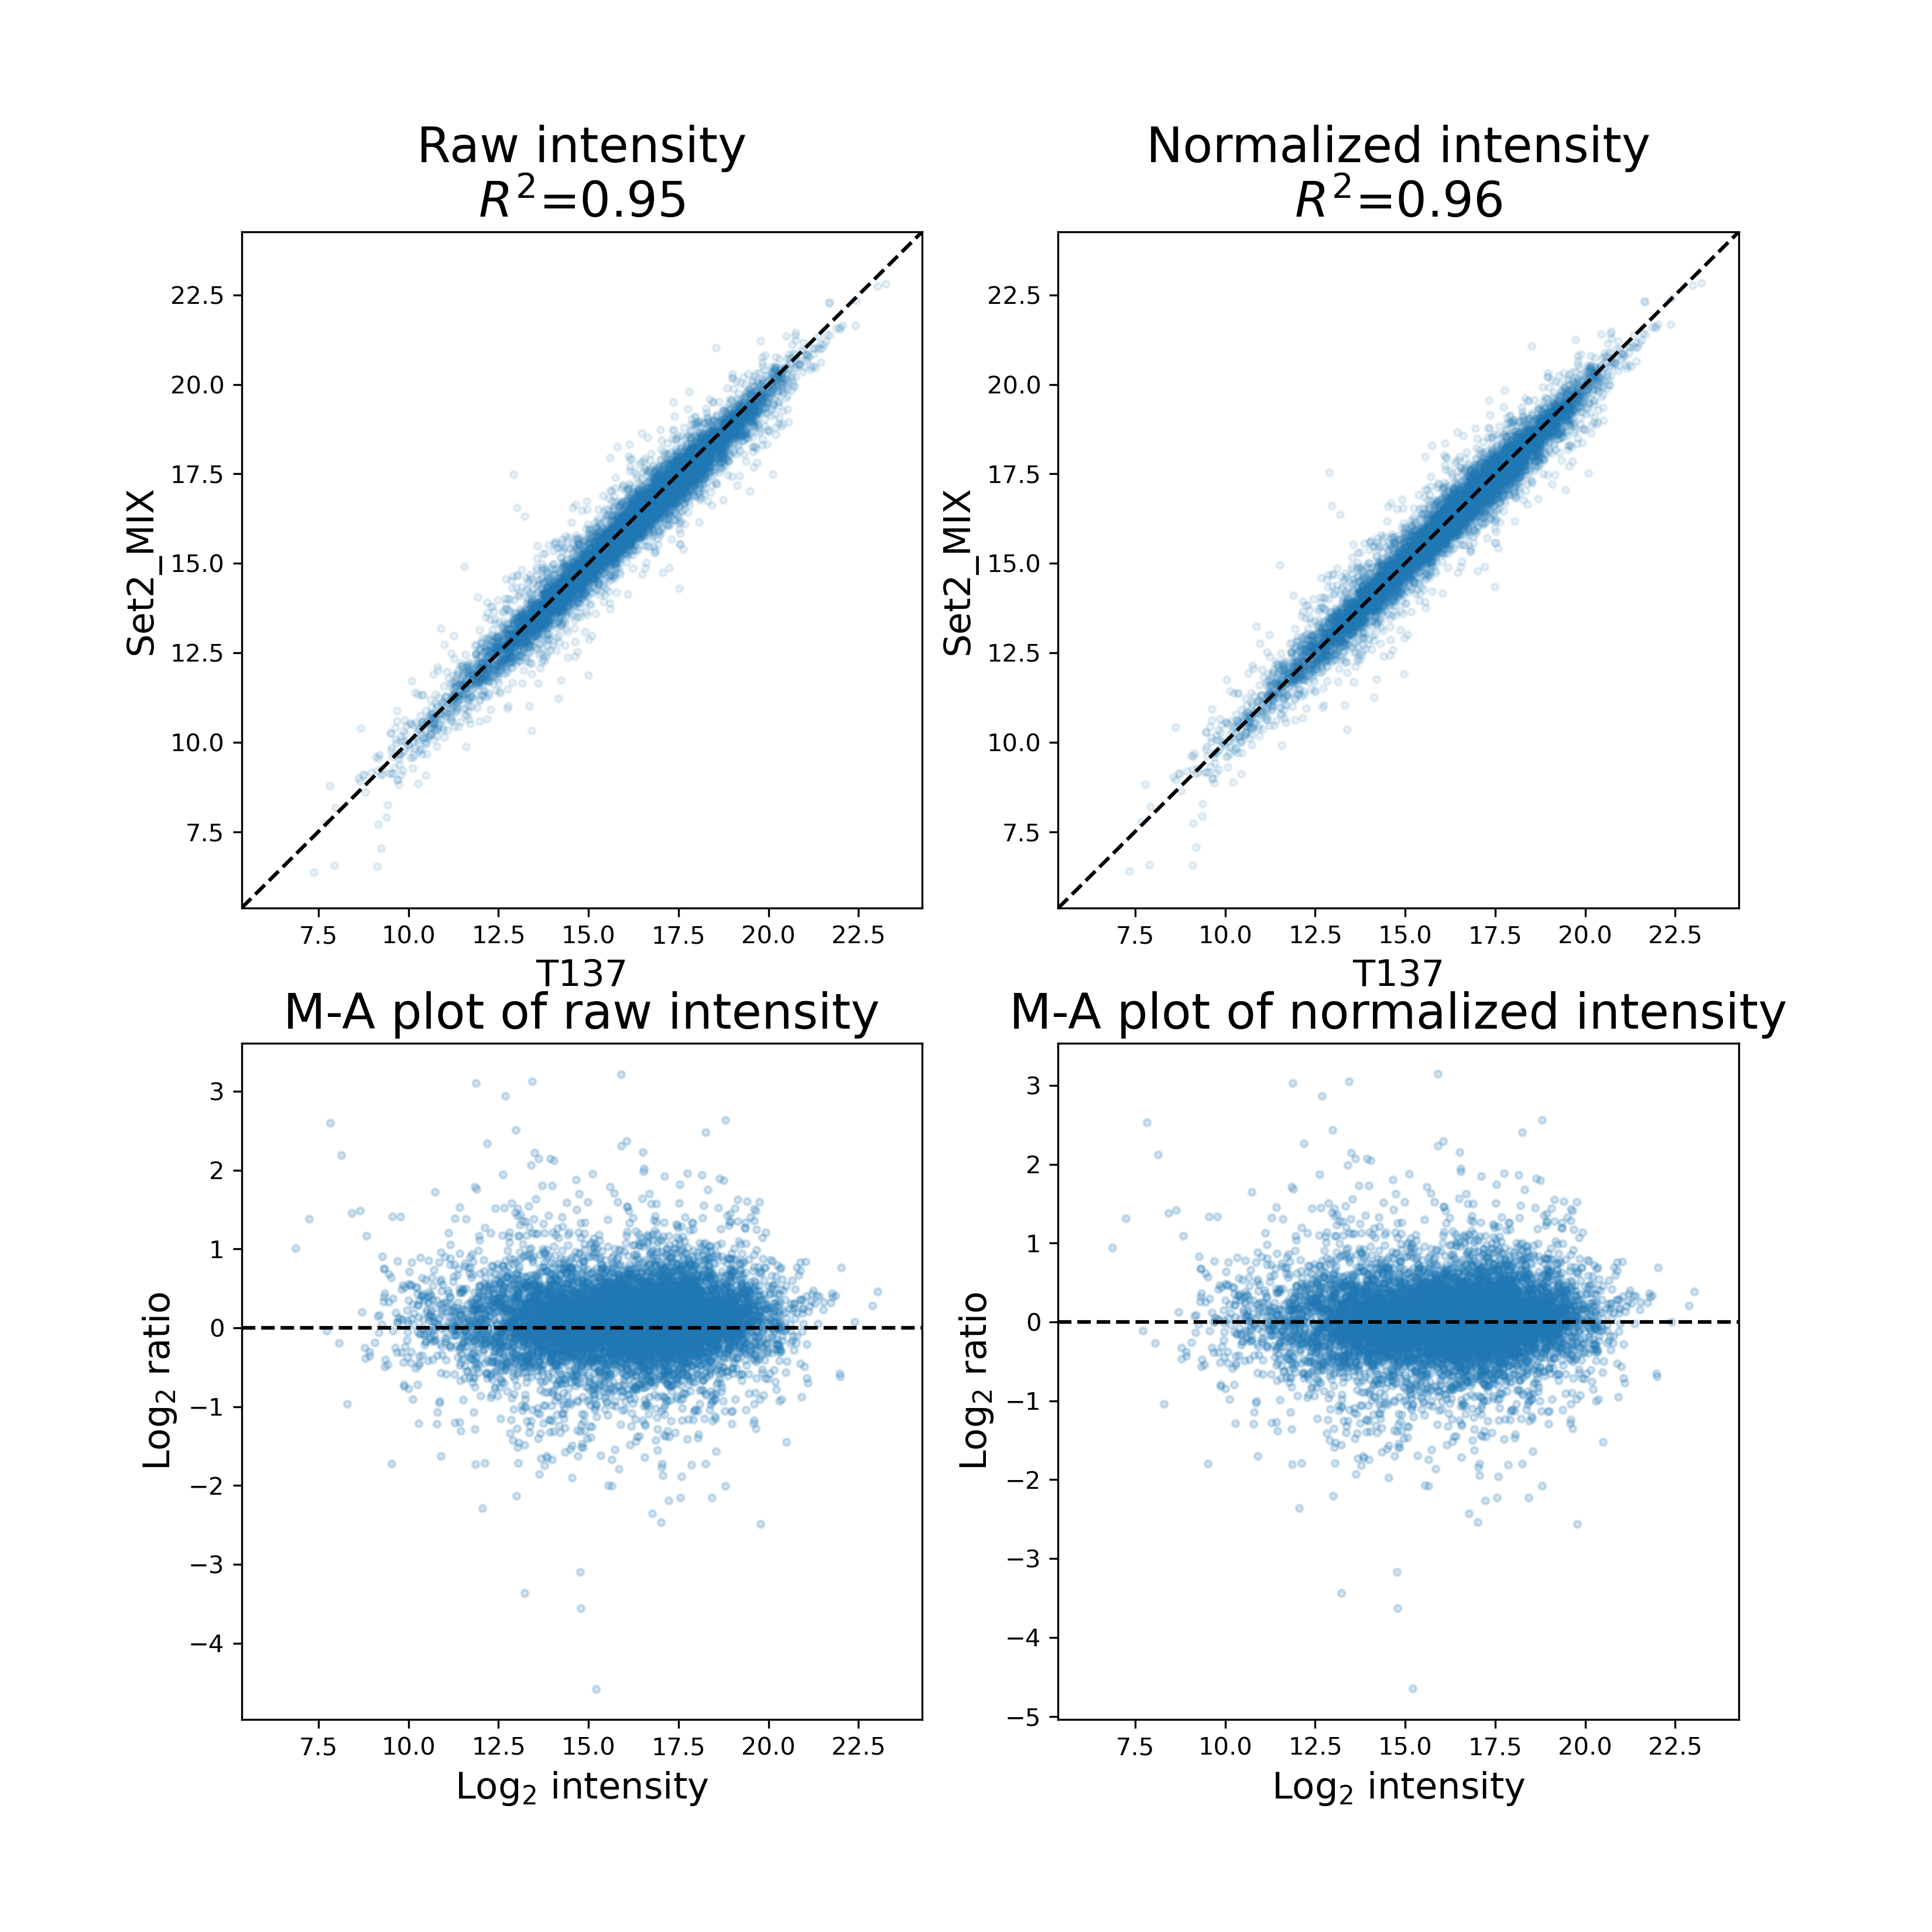 Raw intensity
R²=0.95
Normalized intensity
R²=0.96
22.5
20.0
17.5
15.0
12.5
10.0
7.5
Set2_MIX
7.5 10.0 12.5 15.0 17.5 20.0 22.5
T137
22.5
20.0
17.5
15.0
12.5
10.0
7.5
Set2_MIX
7.5 10.0 12.5 15.0 17.5 20.0 22.5
T137
M-A plot of raw intensity
M-A plot of normalized intensity
3
2
1
0
−1
−2
−3
−4
Log₂ ratio
7.5 10.0 12.5 15.0 17.5 20.0 22.5
Log₂ intensity
3
2
1
0
−1
−2
−3
−4
−5
Log₂ ratio
7.5 10.0 12.5 15.0 17.5 20.0 22.5
Log₂ intensity